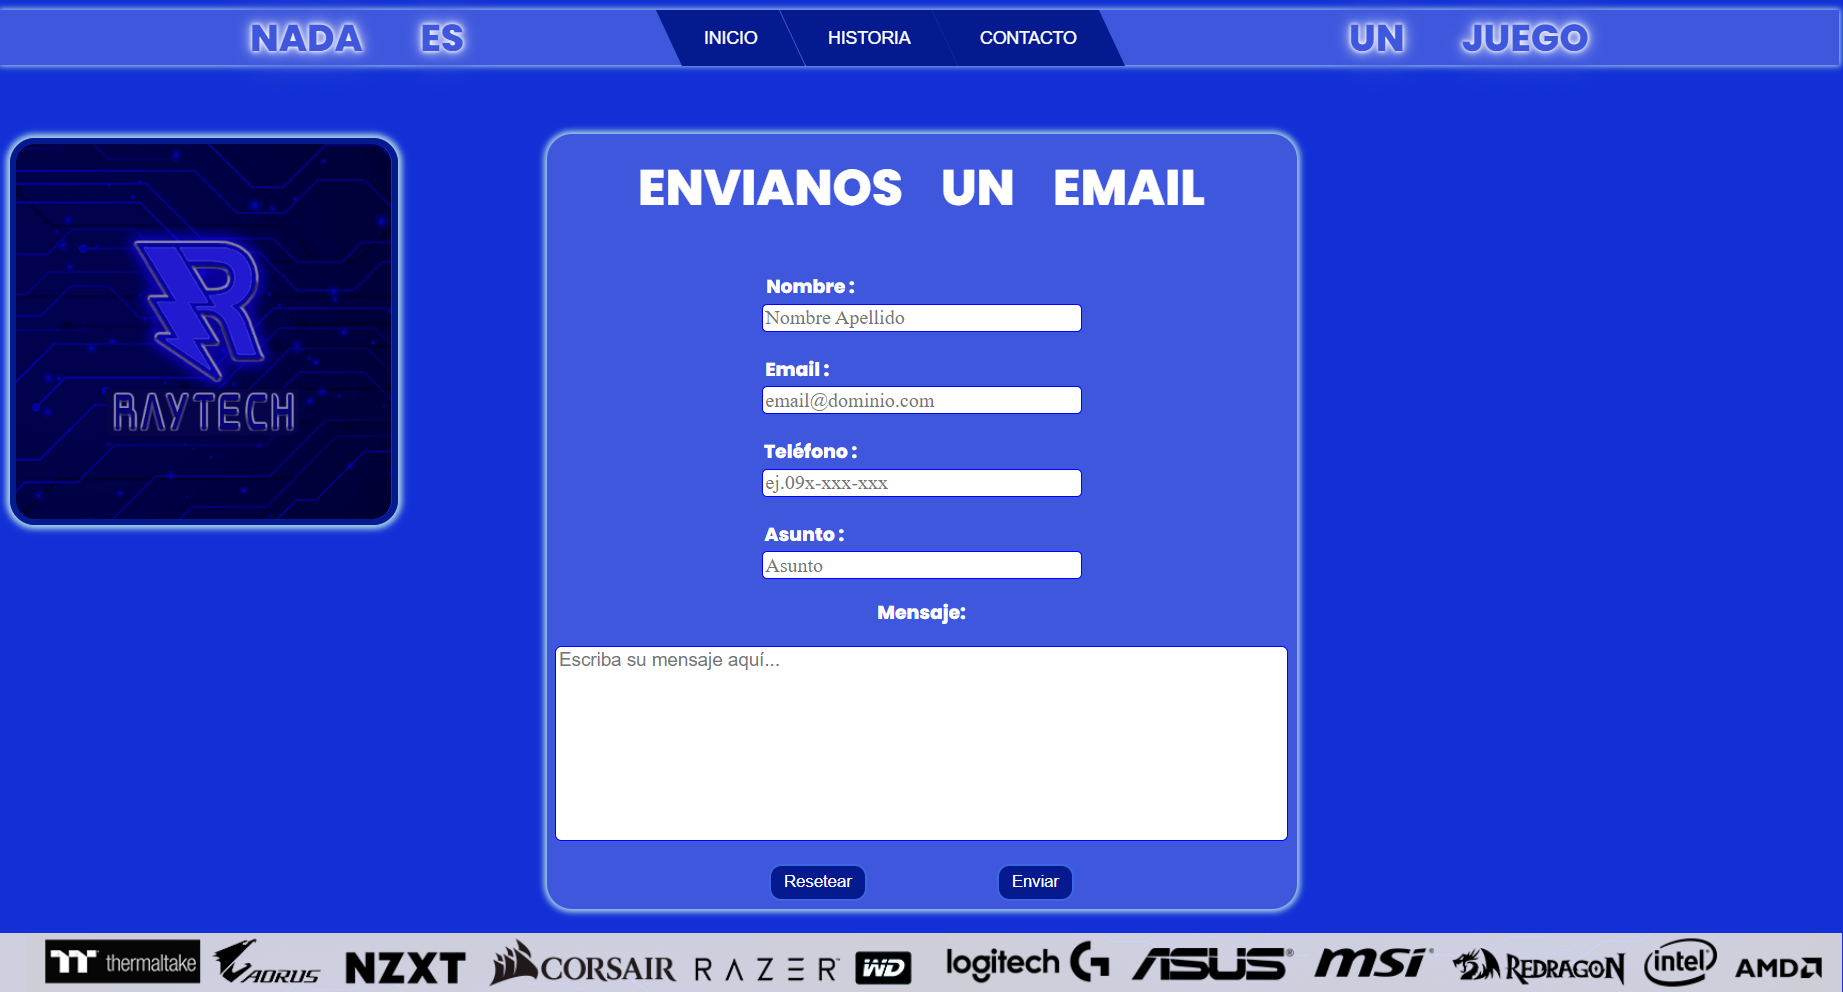 NADA ES
INICIO HISTORIA CONTACTO
UN JUEGO
RAYTECH
ENVIANOS UN EMAIL
Nombre:
Nombre Apellido
Email:
email@dominio.com
Teléfono:
ej.09x-xxx-xxx
Asunto:
Asunto
Mensaje:
Escriba su mensaje aquí...
Resetear Enviar
thermaltake AORUS NZXT CORSAIR RAZER™ WD logitech G ASUS® msi® REDRAGON intel® AMD